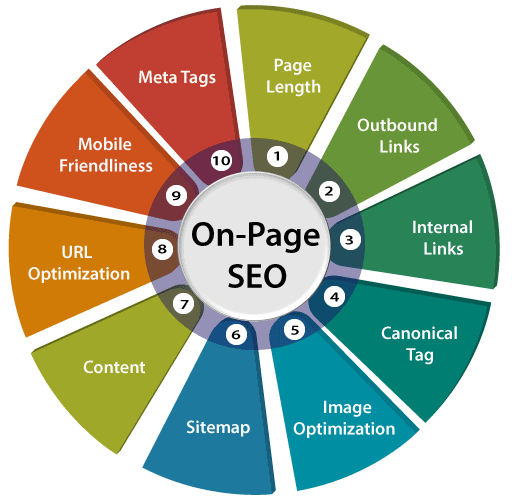 On-Page
SEO
1
Page
Length
2
Outbound
Links
3
Internal
Links
4
Canonical
Tag
5
Image
Optimization
6
Sitemap
7
Content
8
URL
Optimization
9
Mobile
Friendliness
10
Meta Tags